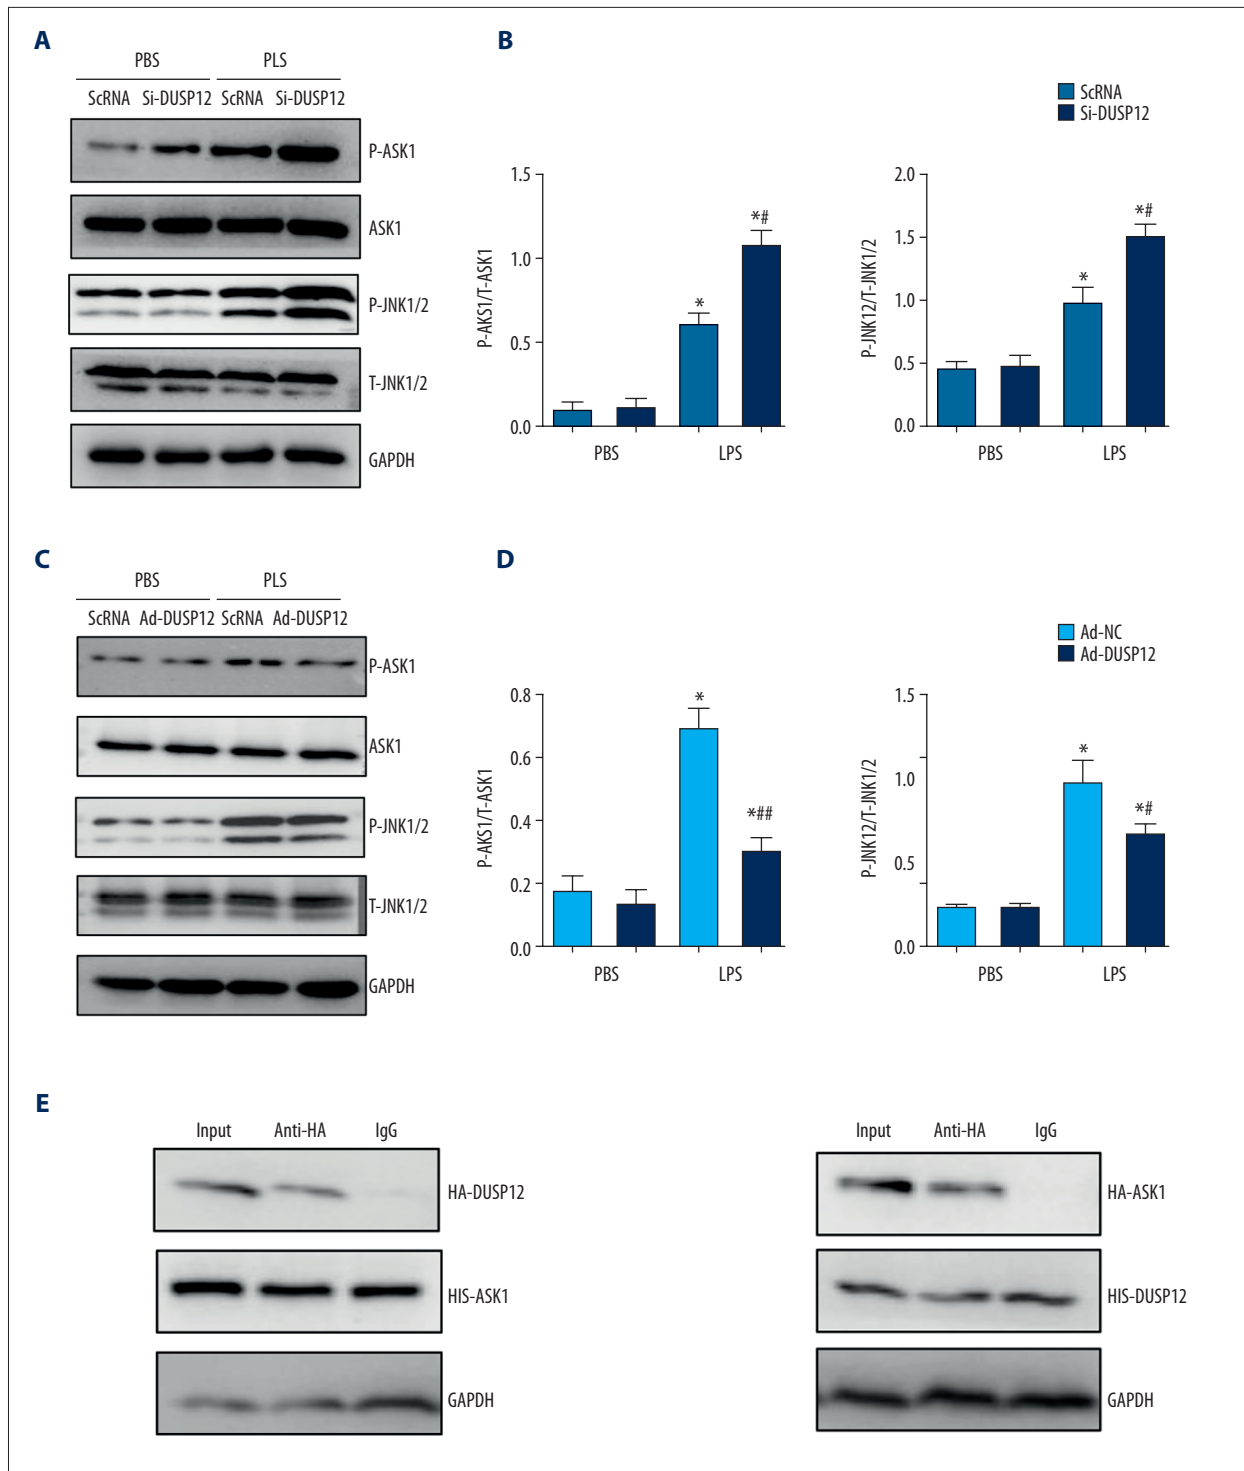 A
PBS PLS
ScRNA Si-DUSP12 ScRNA Si-DUSP12
P-ASK1
ASK1
P-JNK1/2
T-JNK1/2
GAPDH
B
ScRNA
Si-DUSP12
P-AKS1/T-ASK1
1.5
1.0
0.5
0.0
*
*#
PBS LPS
P-JNK12/T-JNK1/2
2.0
1.5
1.0
0.5
0.0
*
*#
PBS LPS
C
PBS PLS
ScRNA Ad-DUSP12 ScRNA Ad-DUSP12
P-ASK1
ASK1
P-JNK1/2
T-JNK1/2
GAPDH
D
Ad-NC
Ad-DUSP12
P-AKS1/T-ASK1
0.8
0.6
0.4
0.2
0.0
*
*##
PBS LPS
P-JNK12/T-JNK1/2
1.5
1.0
0.5
0.0
*
*#
PBS LPS
E
Input Anti-HA IgG
HA-DUSP12
HIS-ASK1
GAPDH
Input Anti-HA IgG
HA-ASK1
HIS-DUSP12
GAPDH